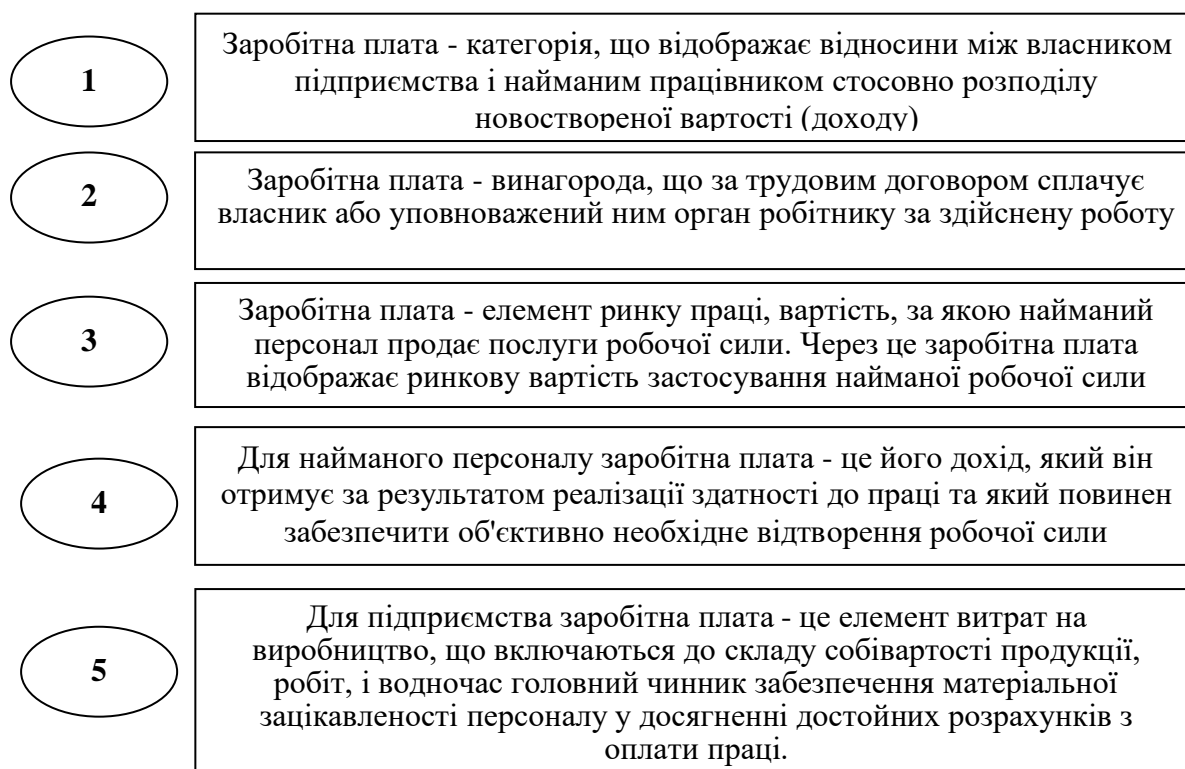 1
Заробітна плата - категорія, що відображає відносини між власником
підприємства і найманим працівником стосовно розподілу
новоствореної вартості (доходу)
2
Заробітна плата - винагорода, що за трудовим договором сплачує
власник або уповноважений ним орган робітнику за здійснену роботу
3
Заробітна плата - елемент ринку праці, вартість, за якою найманий
персонал продає послуги робочої сили. Через це заробітна плата
відображає ринкову вартість застосування найманої робочої сили
4
Для найманого персоналу заробітна плата - це його дохід, який він
отримує за результатом реалізації здатності до праці та який повинен
забезпечити об'єктивно необхідне відтворення робочої сили
5
Для підприємства заробітна плата - це елемент витрат на
виробництво, що включаються до складу собівартості продукції,
робіт, і водночас головний чинник забезпечення матеріальної
зацікавленості персоналу у досягненні достойних розрахунків з
оплати праці.